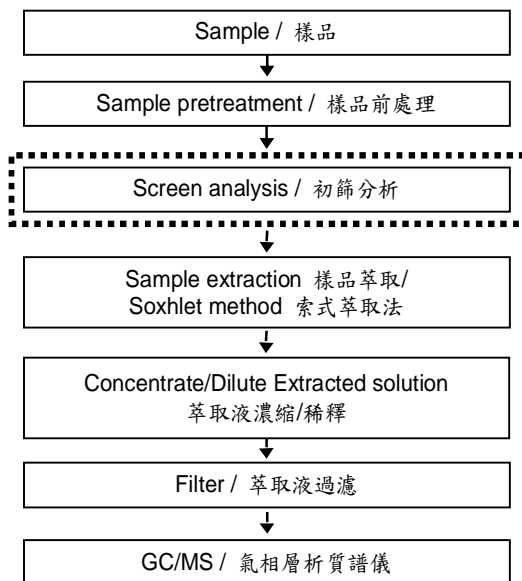 Sample / 樣品
Sample pretreatment / 樣品前處理
Screen analysis / 初篩分析
Sample extraction 樣品萃取/
Soxhlet method 索式萃取法
Concentrate/Dilute Extracted solution
萃取液濃縮/稀釋
Filter / 萃取液過濾
GC/MS / 氣相層析質譜儀